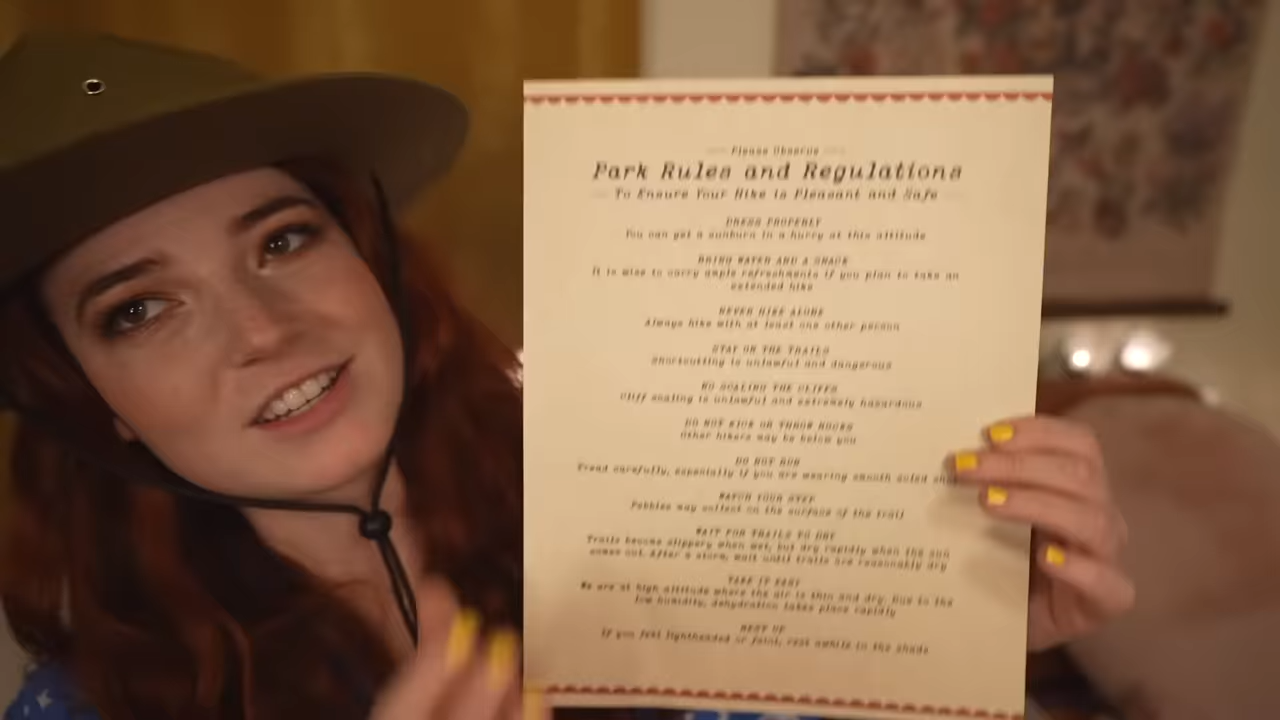 Please Observe
Park Rules and Regulations
To Ensure Your Hike is Pleasant and Safe
DRESS PROPERLY
You can get a sunburn in a hurry at this altitude
BRING WATER AND A SNACK
It is wise to carry ample refreshments if you plan to take an
extended hike
NEVER HIKE ALONE
Always hike with at least one other person
STAY ON THE TRAILS
Shortcutting is unlawful and dangerous
NO SCALING THE CLIFFS
Cliff scaling is unlawful and extremely hazardous
DO NOT KICK OR THROW ROCKS
Other hikers may be below you
DO NOT RUN
Tread carefully, especially if you are wearing smooth soled
WATCH YOUR STEP
Pebbles may collect on the surface of the trail
WAIT FOR TRAILS TO DRY
Trails become slippery when wet, but dry rapidly when the sun
comes out. After a storm, wait until trails are reasonably dry
TAKE IT EASY
We are at high altitude where the air is thin and dry. Due to the
low humidity, dehydration takes place rapidly
REST UP
If you feel lightheaded or faint, rest awhile in the shade